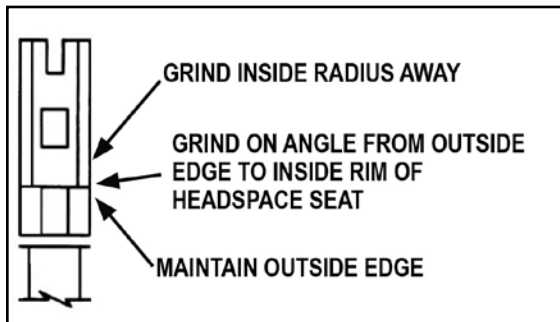 GRIND INSIDE RADIUS AWAY
GRIND ON ANGLE FROM OUTSIDE
EDGE TO INSIDE RIM OF
HEADSPACE SEAT
MAINTAIN OUTSIDE EDGE